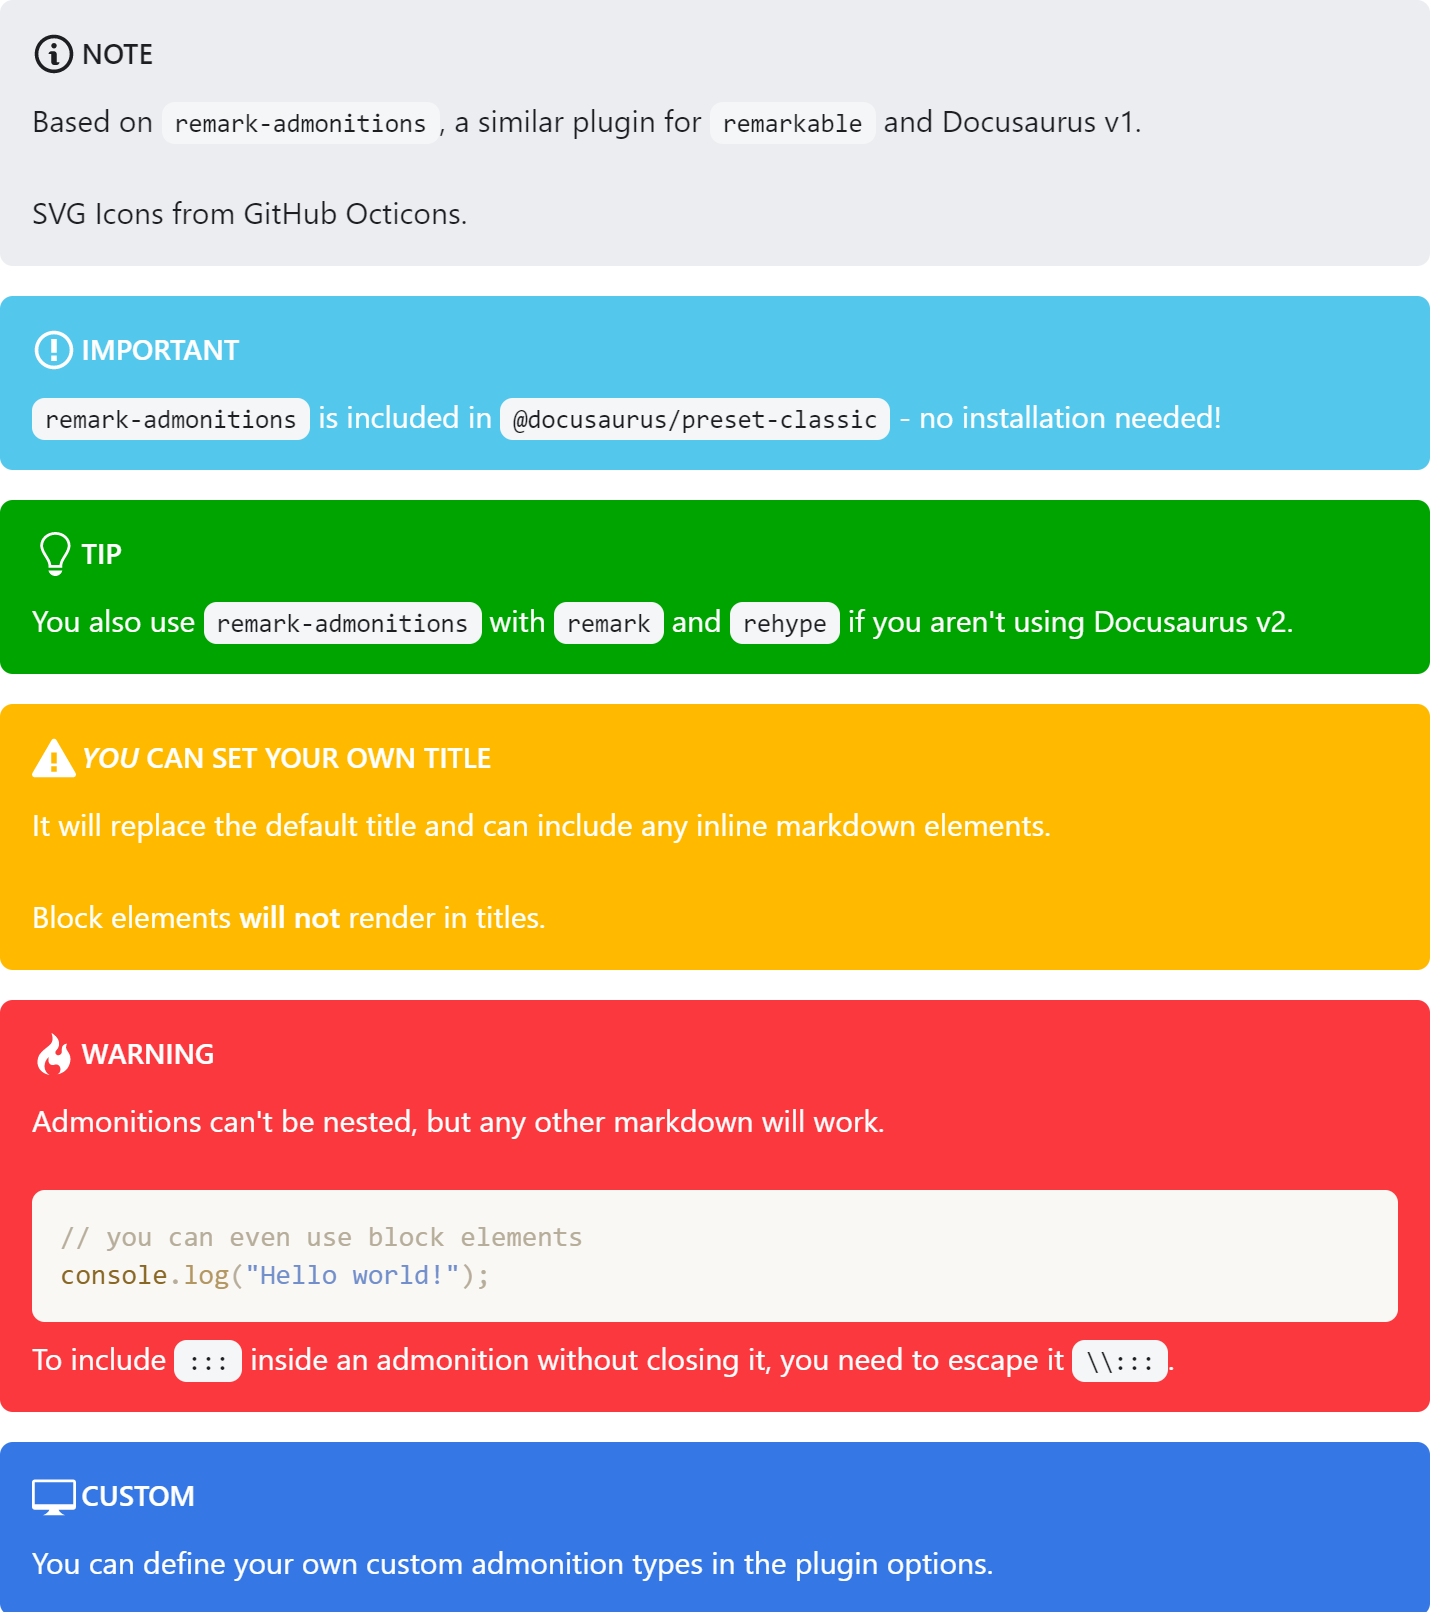 NOTE
Based on remark-admonitions, a similar plugin for remarkable and Docusaurus v1.
SVG Icons from GitHub Octicons.
IMPORTANT
remark-admonitions is included in @docusaurus/preset-classic - no installation needed!
TIP
You also use remark-admonitions with remark and rehype if you aren't using Docusaurus v2.
YOU CAN SET YOUR OWN TITLE
It will replace the default title and can include any inline markdown elements.
Block elements will not render in titles.
WARNING
Admonitions can't be nested, but any other markdown will work.
// you can even use block elements
console.log("Hello world!");
To include ::: inside an admonition without closing it, you need to escape it \\:::.
CUSTOM
You can define your own custom admonition types in the plugin options.